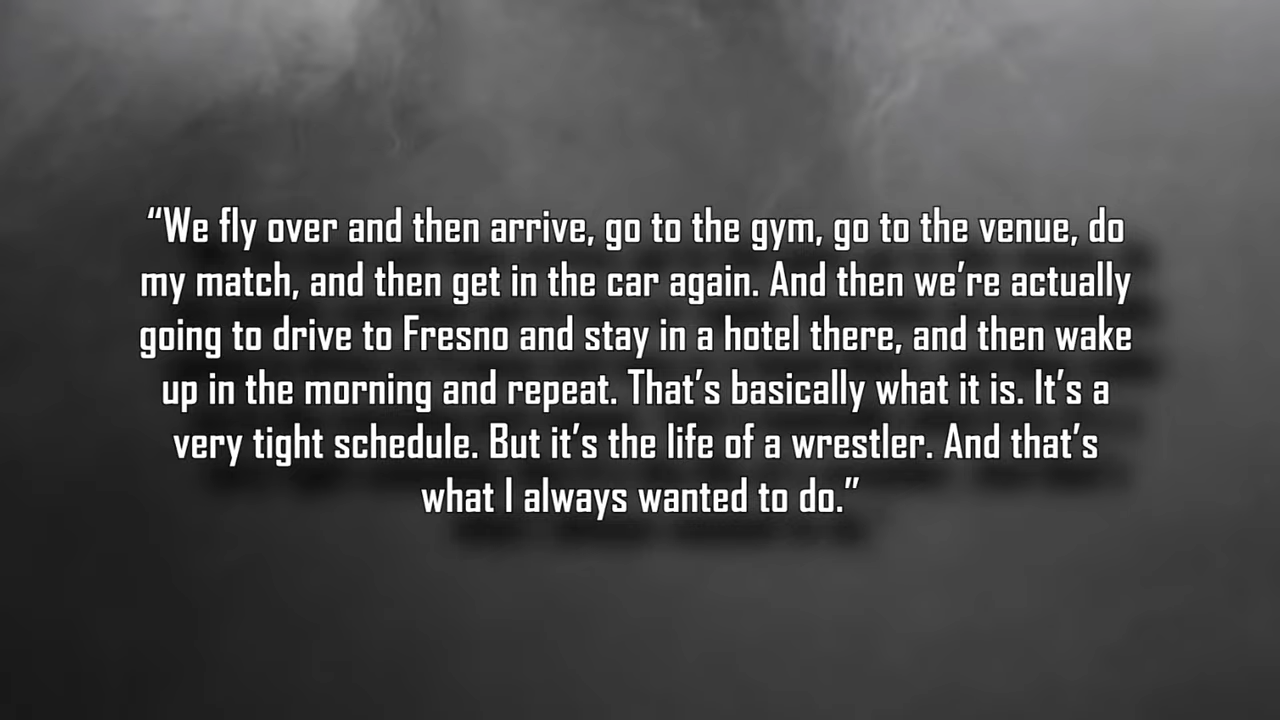 “We fly over and then arrive, go to the gym, go to the venue, do
my match, and then get in the car again. And then we’re actually
going to drive to Fresno and stay in a hotel there, and then wake
up in the morning and repeat. That’s basically what it is. It’s a
very tight schedule. But it’s the life of a wrestler. And that’s
what I always wanted to do.”